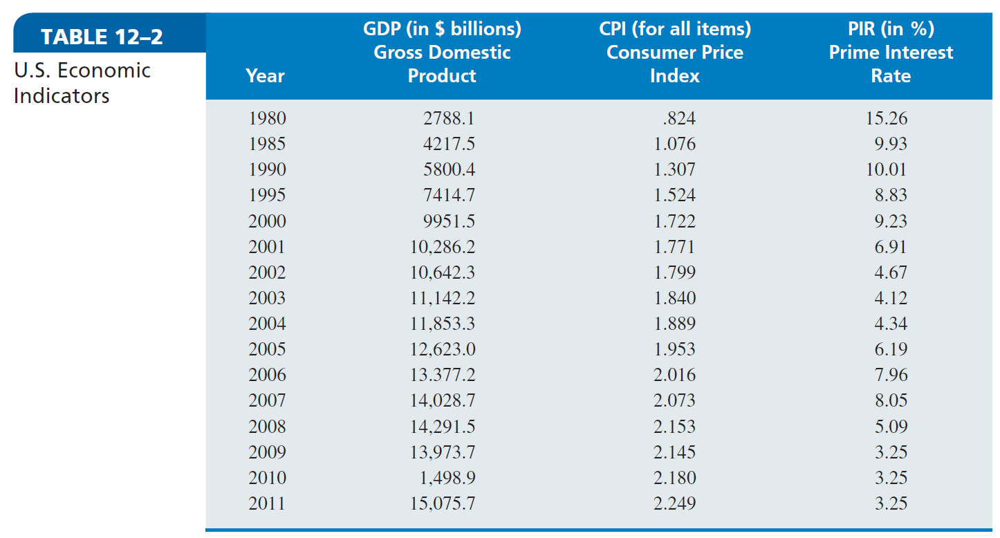 TABLE 12–2
U.S. Economic
Indicators
Year
GDP (in $ billions)
Gross Domestic
Product
CPI (for all items)
Consumer Price
Index
PIR (in %)
Prime Interest
Rate
1980 2788.1 .824 15.26
1985 4217.5 1.076 9.93
1990 5800.4 1.307 10.01
1995 7414.7 1.524 8.83
2000 9951.5 1.722 9.23
2001 10,286.2 1.771 6.91
2002 10,642.3 1.799 4.67
2003 11,142.2 1.840 4.12
2004 11,853.3 1.889 4.34
2005 12,623.0 1.953 6.19
2006 13.377.2 2.016 7.96
2007 14,028.7 2.073 8.05
2008 14,291.5 2.153 5.09
2009 13,973.7 2.145 3.25
2010 1,498.9 2.180 3.25
2011 15,075.7 2.249 3.25